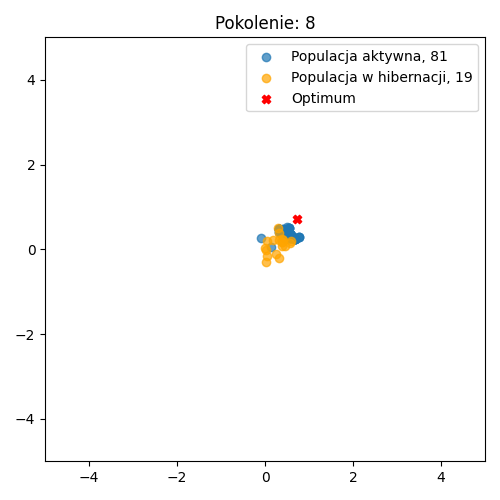 Pokolenie: 8
Populacja aktywna, 81
Populacja w hibernacji, 19
Optimum
4
2
0
−2
−4
−4 −2 0 2 4